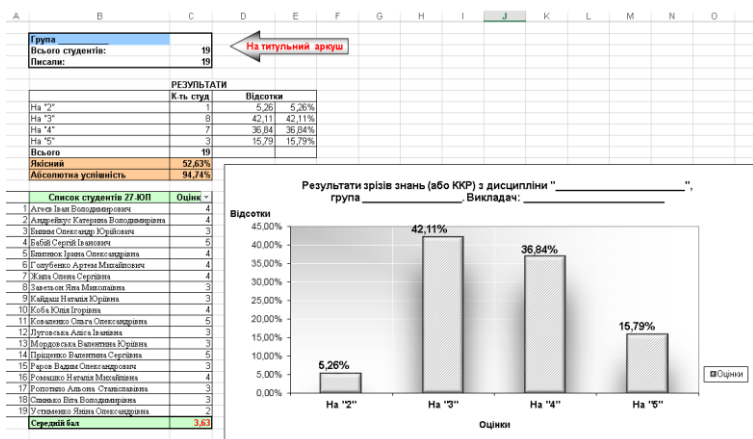 A B C D E F G H I J K L M N O
Група
Всього студентів: 19
Писали: 19
На титульний аркуш
РЕЗУЛЬТАТИ
К-ть студ Відсотки
На "2" 1 5,26 5,26%
На "3" 8 42,11 42,11%
На "4" 7 36,84 36,84%
На "5" 3 15,79 15,79%
Всього 19
Якісний 52,63%
Абсолютна успішність 94,74%
Список студентів 27-ЮП Оцінк
1 Агеєв Іван Володимирович 4
2 Андрейкус Катерина Володимирівна 4
3 Олександр Юрійович 3
4 Бабій Сергій Іванович 5
5 Ірина Олександрівна 4
6 Голубенко Артем Михайлович 4
7 Жила Олена Сергіївна 4
8 Яна Миколаївна 3
9 Кайдаш Наталія Юріївна 3
10 Коба Юлія Ігорівна 4
11 Коваленко Ольга Олександрівна 5
12 Луговська Аліса Іванівна 3
13 Мордовська Валентина Юріївна 3
14 Пріщенко Валентина Сергіївна 5
15 Раров Вадим Олександрович 3
16 Ромашко Наталія Михайлівна 4
17 Альона Станіславівна 3
18 Віта Володимирівна 3
19 Устименко Яніна Олександрівна 2
Середній бал 3,63
Результати зрізів знань (або ККР) з дисципліни "____________________",
група _______________. Викладач: _____________________
Відсотки
45,00%
40,00%
35,00%
30,00%
25,00%
20,00%
15,00%
10,00%
5,00%
0,00%
5,26%
42,11%
36,84%
15,79%
На "2" На "3" На "4" На "5"
Оцінки
Оцінки